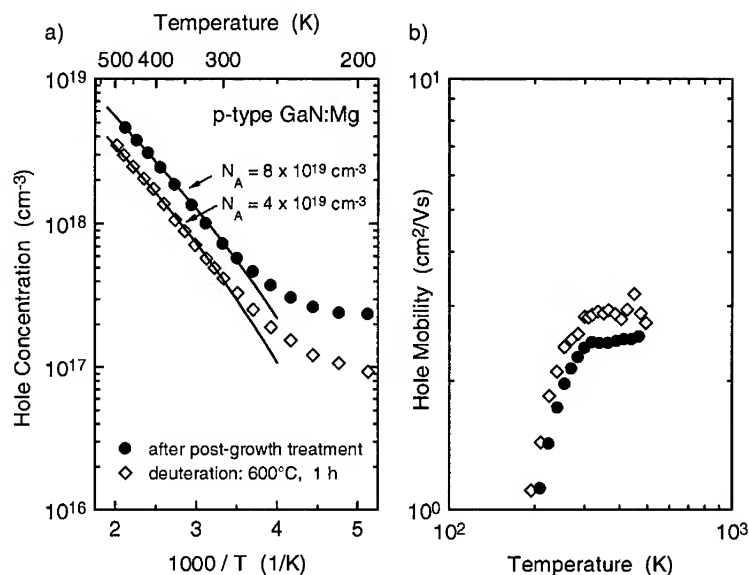 a)
Temperature (K)
500 400 300 200
Hole Concentration (cm-3)
10^19
10^18
10^17
10^16
p-type GaN:Mg
N_A = 8 x 10^19 cm-3
N_A = 4 x 10^19 cm-3
after post-growth treatment
deuteration: 600°C, 1 h
2 3 4 5
1000 / T (1/K)
b)
Hole Mobility (cm2/Vs)
10^1
10^0
10^2 10^3
Temperature (K)